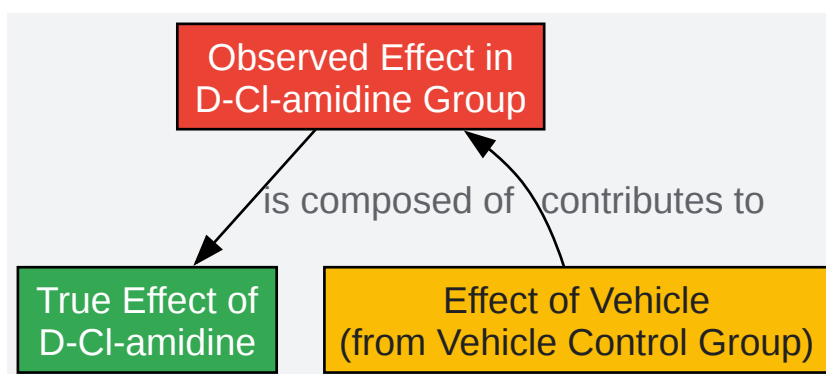 Observed Effect in
D-Cl-amidine Group
is composed of
contributes to
True Effect of
D-Cl-amidine
Effect of Vehicle
(from Vehicle Control Group)